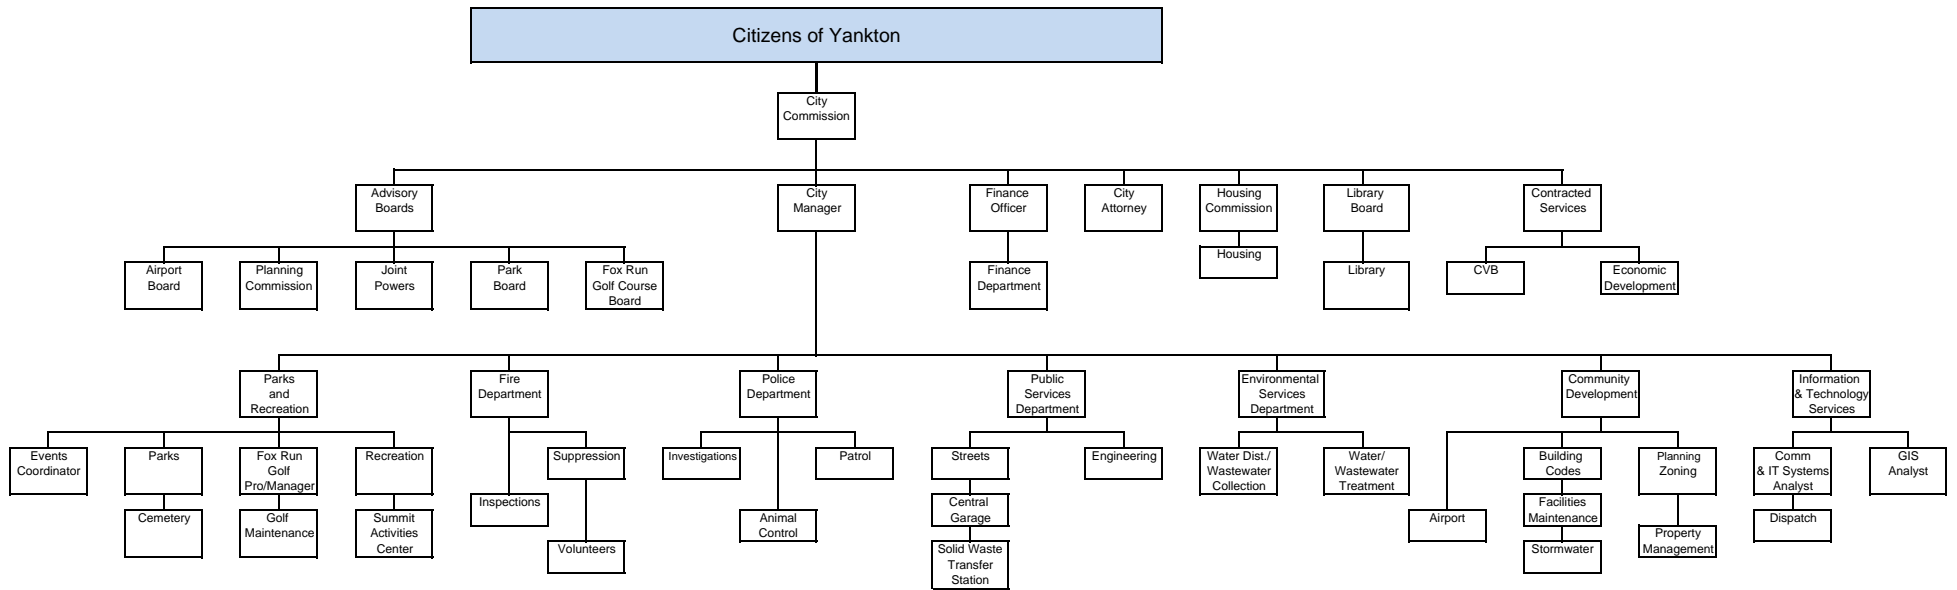 Citizens of Yankton
City
Commission
Advisory
Boards
City
Manager
Finance
Officer
City
Attorney
Housing
Commission
Library
Board
Contracted
Services
Airport
Board
Planning
Commission
Joint
Powers
Park
Board
Fox Run
Golf Course
Board
Finance
Department
Housing
Library
CVB
Economic
Development
Parks
and
Recreation
Fire
Department
Police
Department
Public
Services
Department
Environmental
Services
Department
Community
Development
Information
& Technology
Services
Events
Coordinator
Parks
Fox Run
Golf
Pro/Manager
Recreation
Suppression
Investigations
Patrol
Streets
Engineering
Water Dist./
Wastewater
Collection
Water/
Wastewater
Treatment
Building
Codes
Planning
Zoning
Comm
& IT Systems
Analyst
GIS
Analyst
Cemetery
Golf
Maintenance
Summit
Activities
Center
Inspections
Volunteers
Animal
Control
Central
Garage
Solid Waste
Transfer
Station
Airport
Facilities
Maintenance
Stormwater
Property
Management
Dispatch